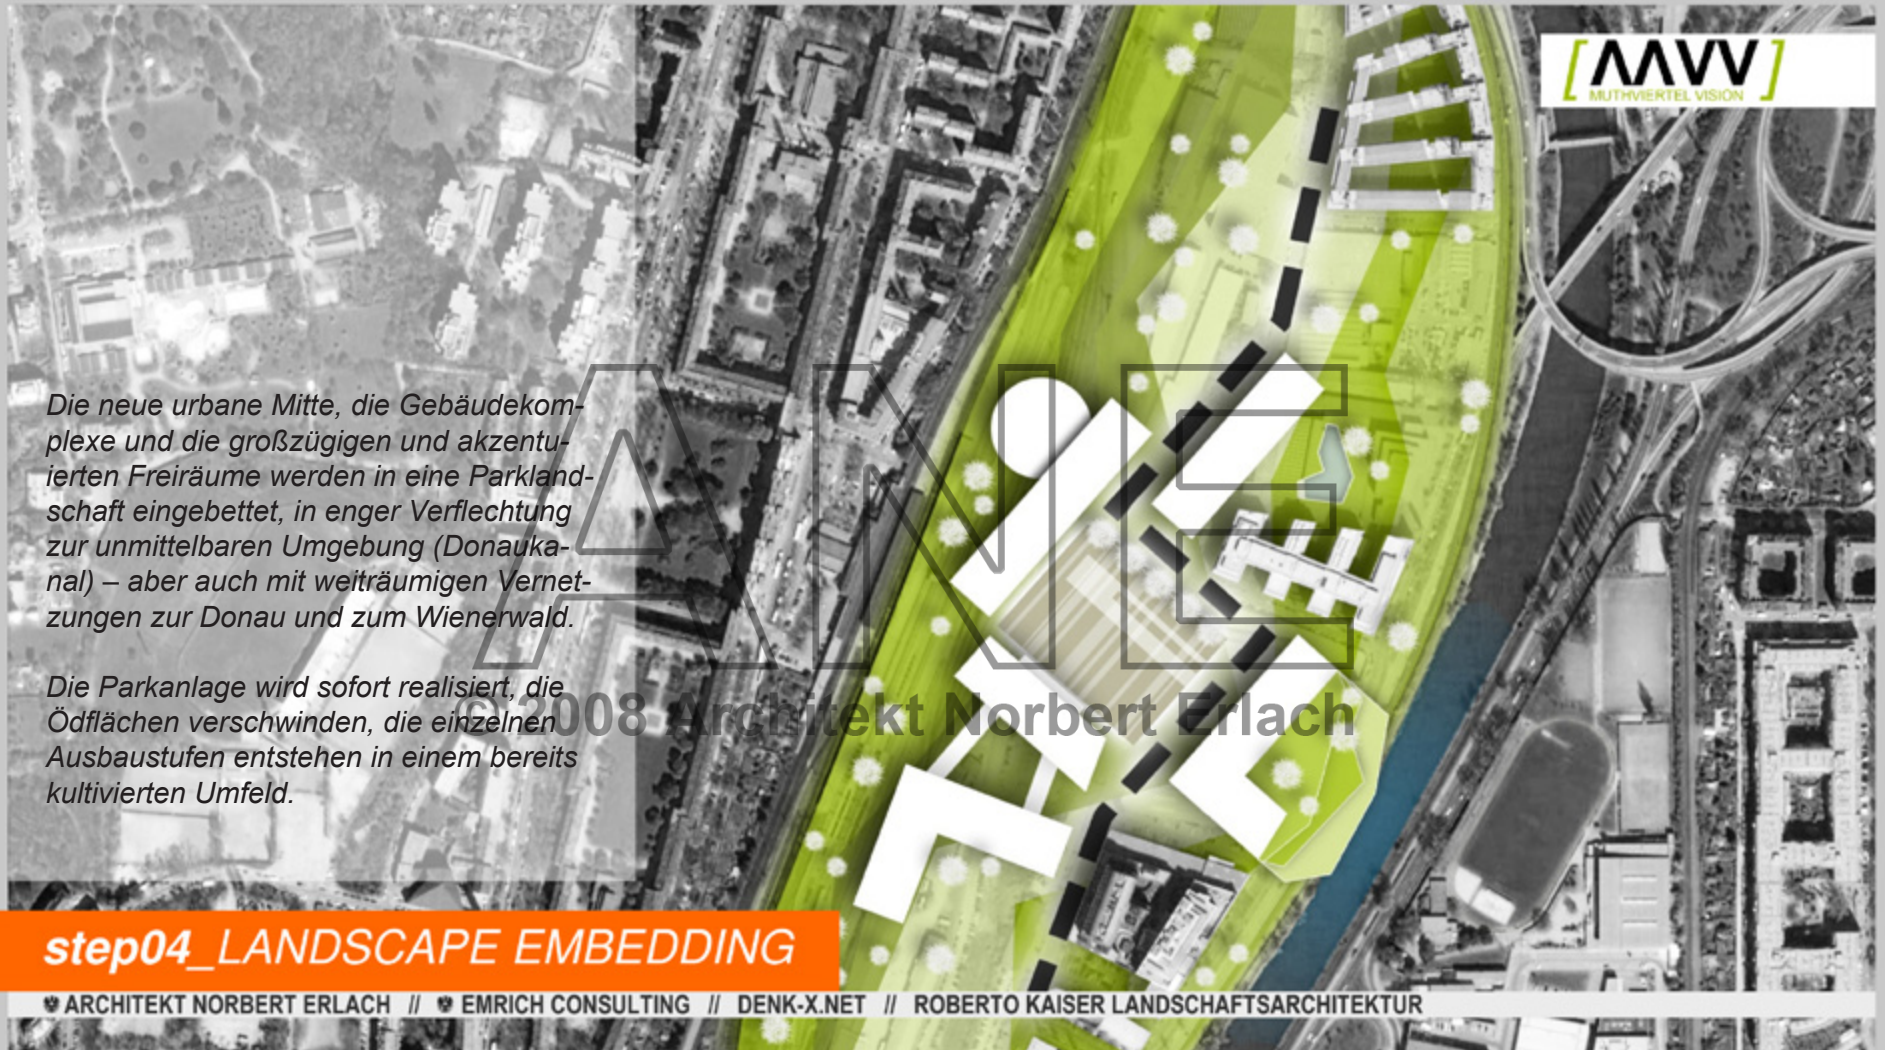 [ΛΛVV]
MUTHVIERTEL VISION
Die neue urbane Mitte, die Gebäudekom-
plexe und die großzügigen und akzentu-
ierten Freiräume werden in eine Parkland-
schaft eingebettet, in enger Verflechtung
zur unmittelbaren Umgebung (Donauka-
nal) – aber auch mit weiträumigen Vernet-
zungen zur Donau und zum Wienerwald.
Die Parkanlage wird sofort realisiert, die
Ödflächen verschwinden, die einzelnen
Ausbaustufen entstehen in einem bereits
kultivierten Umfeld.
ANE
© 2008 Architekt Norbert Erlach
step04_LANDSCAPE EMBEDDING
ARCHITEKT NORBERT ERLACH // EMRICH CONSULTING // DENK-X.NET // ROBERTO KAISER LANDSCHAFTSARCHITEKTUR